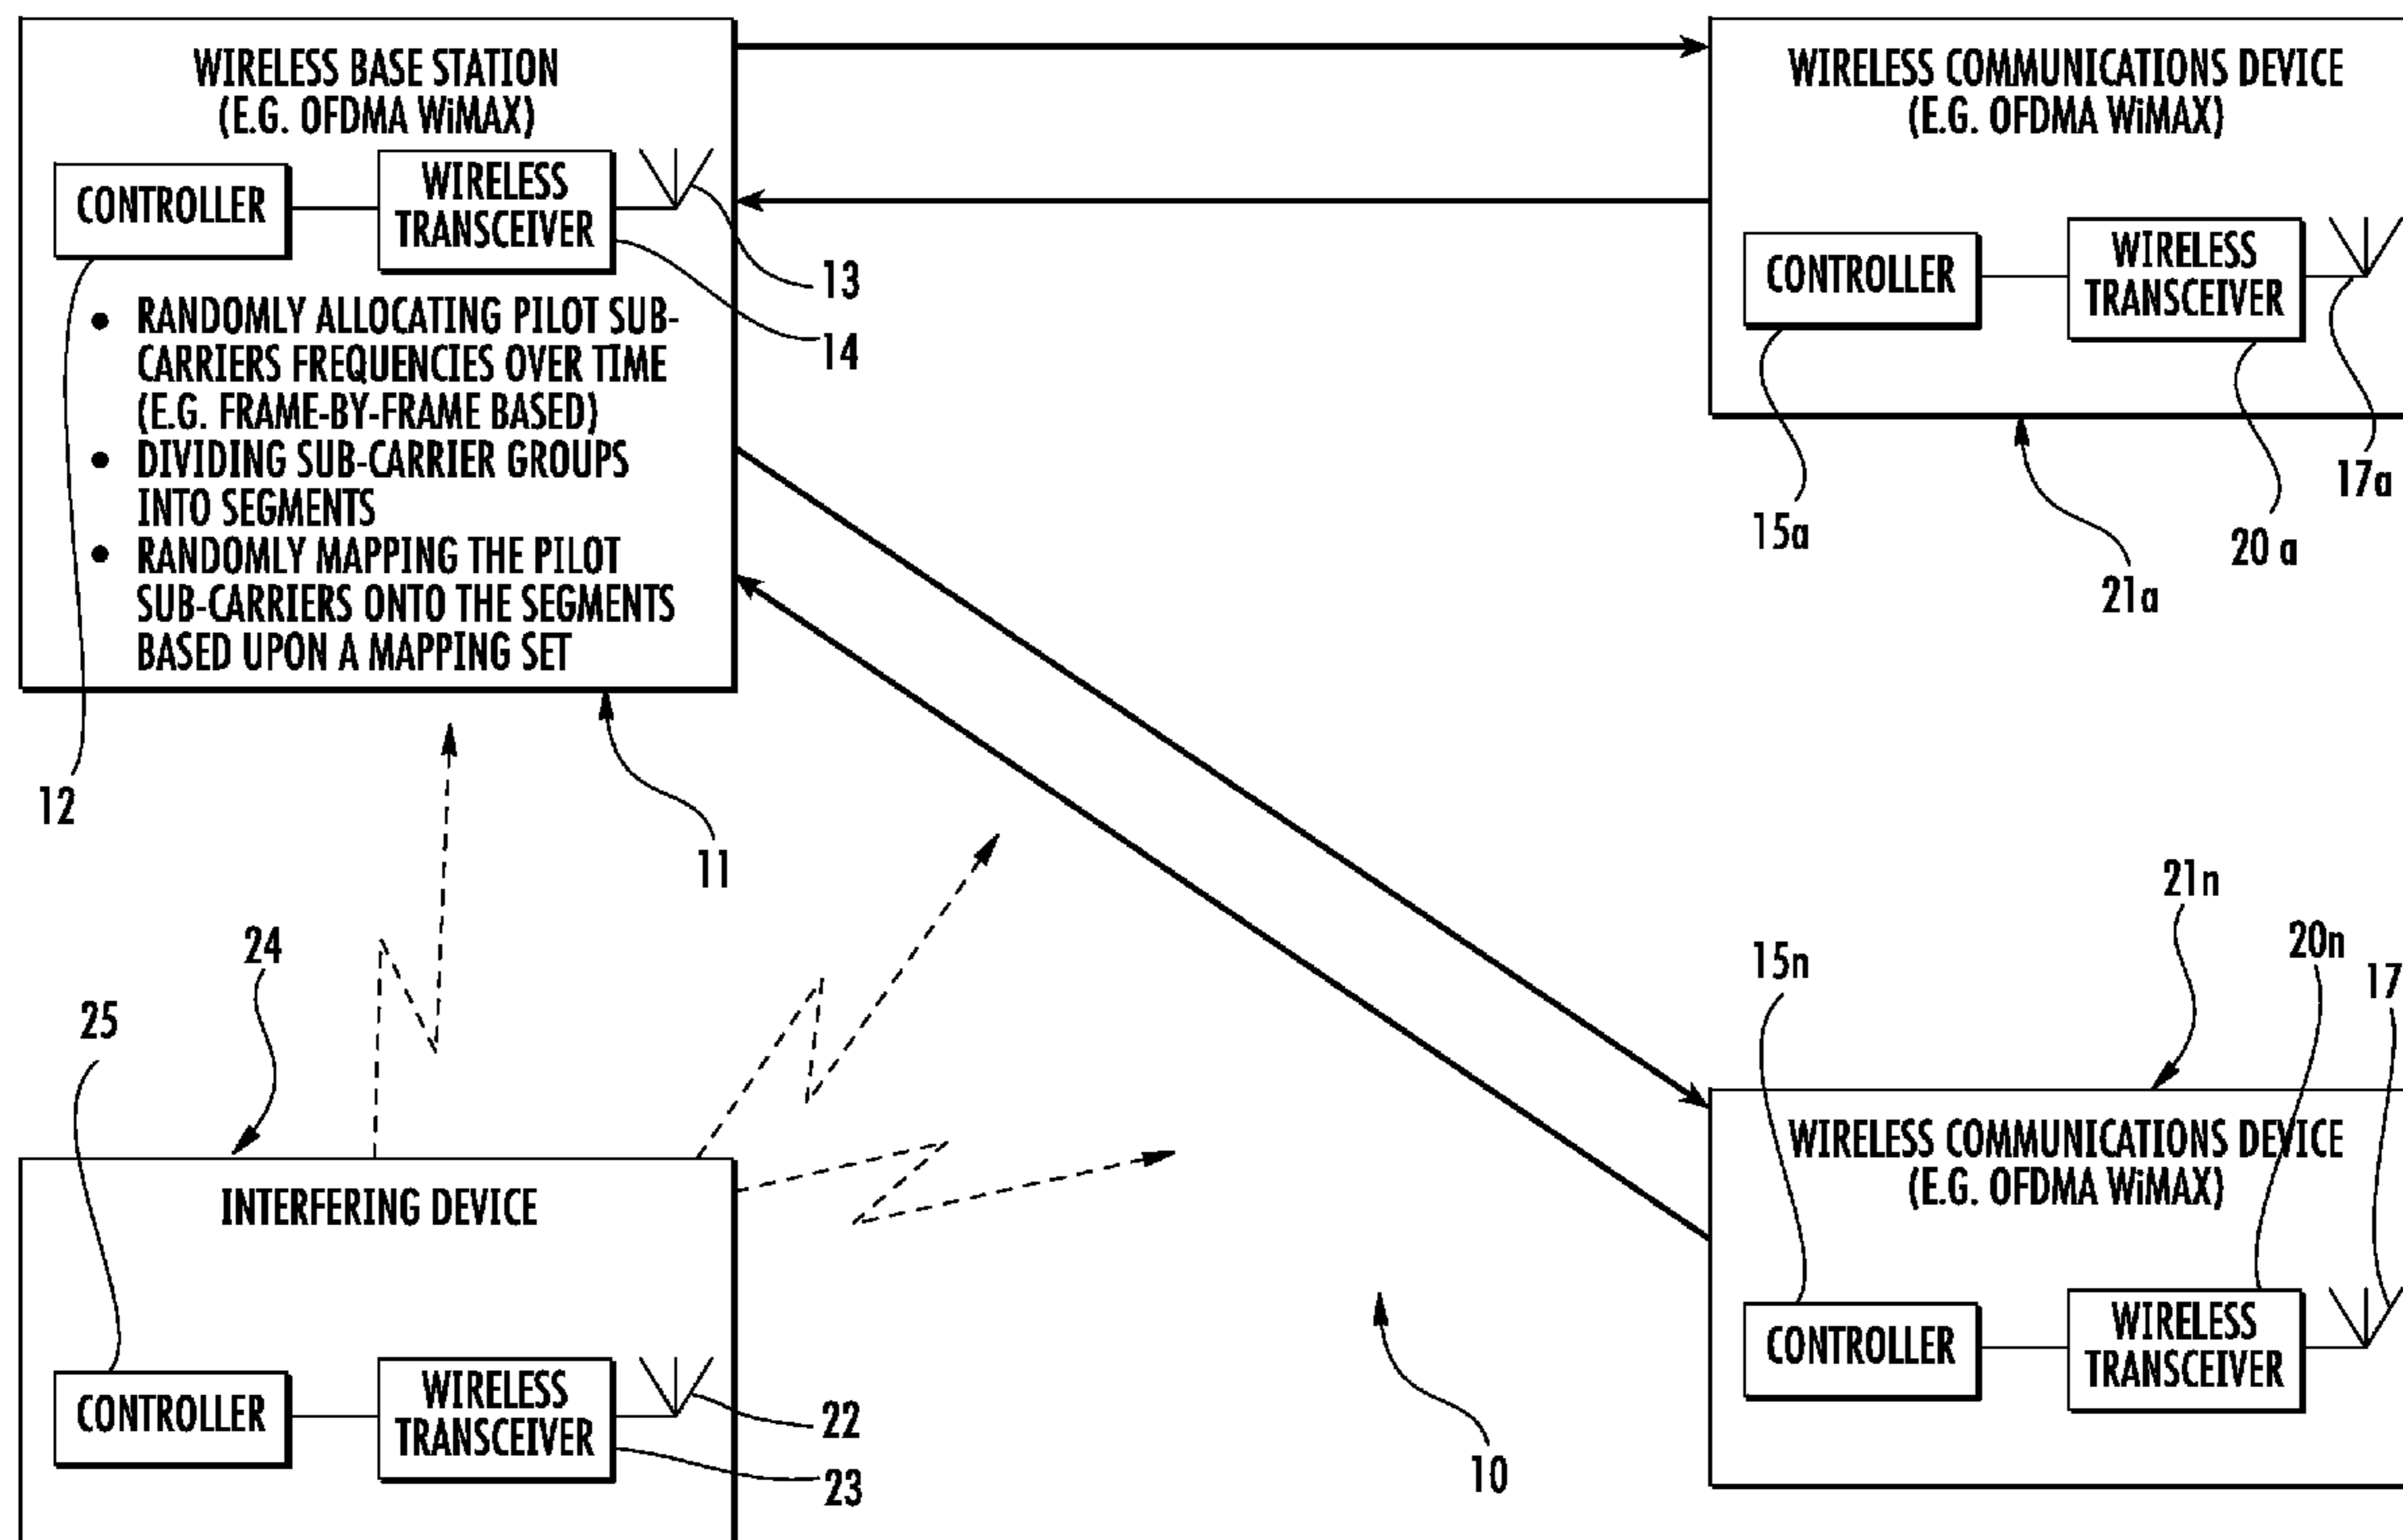 WIRELESS BASE STATION
(E.G. OFDMA WiMAX)
CONTROLLER
WIRELESS
TRANSCEIVER
13
14
• RANDOMLY ALLOCATING PILOT SUB-
CARRIERS FREQUENCIES OVER TIME
(E.G. FRAME-BY-FRAME BASED)
• DIVIDING SUB-CARRIER GROUPS
INTO SEGMENTS
• RANDOMLY MAPPING THE PILOT
SUB-CARRIERS ONTO THE SEGMENTS
BASED UPON A MAPPING SET
12
11
WIRELESS COMMUNICATIONS DEVICE
(E.G. OFDMA WiMAX)
CONTROLLER
WIRELESS
TRANSCEIVER
15a
17a
20 a
21a
24
25
INTERFERING DEVICE
CONTROLLER
WIRELESS
TRANSCEIVER
22
23
10
21n
15n
20n
17
WIRELESS COMMUNICATIONS DEVICE
(E.G. OFDMA WiMAX)
CONTROLLER
WIRELESS
TRANSCEIVER